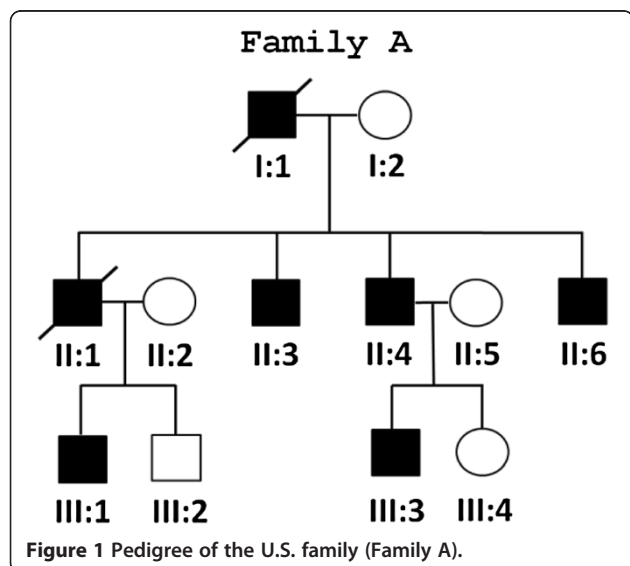 Family A
I:1 I:2
II:1 II:2 II:3 II:4 II:5 II:6
III:1 III:2 III:3 III:4
Figure 1 Pedigree of the U.S. family (Family A).